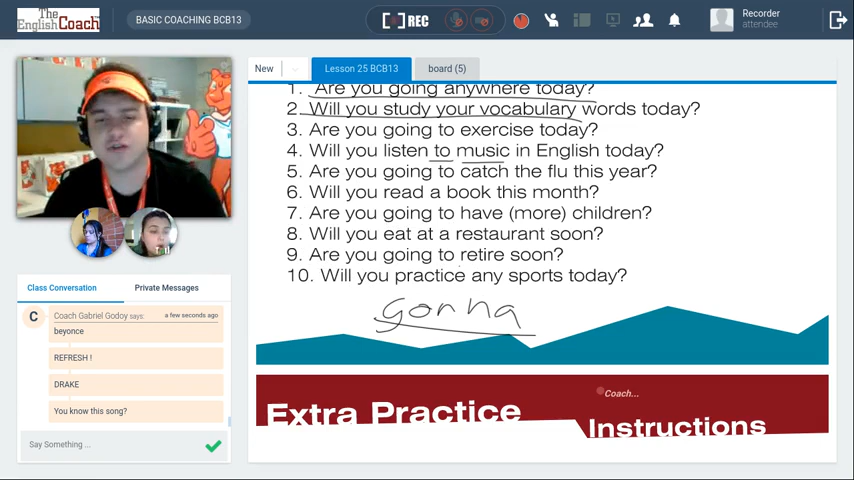 The
EnglishCoach
BASIC COACHING BCB13
REC
Recorder
attendee
New
Lesson 25 BCB13
board (5)
1. Are you going anywhere today?
2. Will you study your vocabulary words today?
3. Are you going to exercise today?
4. Will you listen to music in English today?
5. Are you going to catch the flu this year?
6. Will you read a book this month?
7. Are you going to have (more) children?
8. Will you eat at a restaurant soon?
9. Are you going to retire soon?
10. Will you practice any sports today?
gonna
Coach...
Extra Practice
Instructions
Class Conversation
Private Messages
C
Coach Gabriel Godoy says:
a few seconds ago
beyonce
REFRESH !
DRAKE
You know this song?
Say Something ...